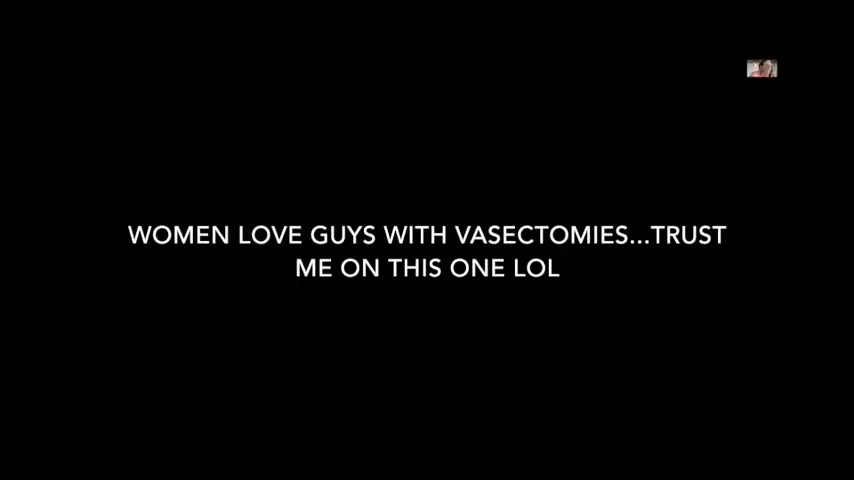 WOMEN LOVE GUYS WITH VASECTOMIES...TRUST
ME ON THIS ONE LOL